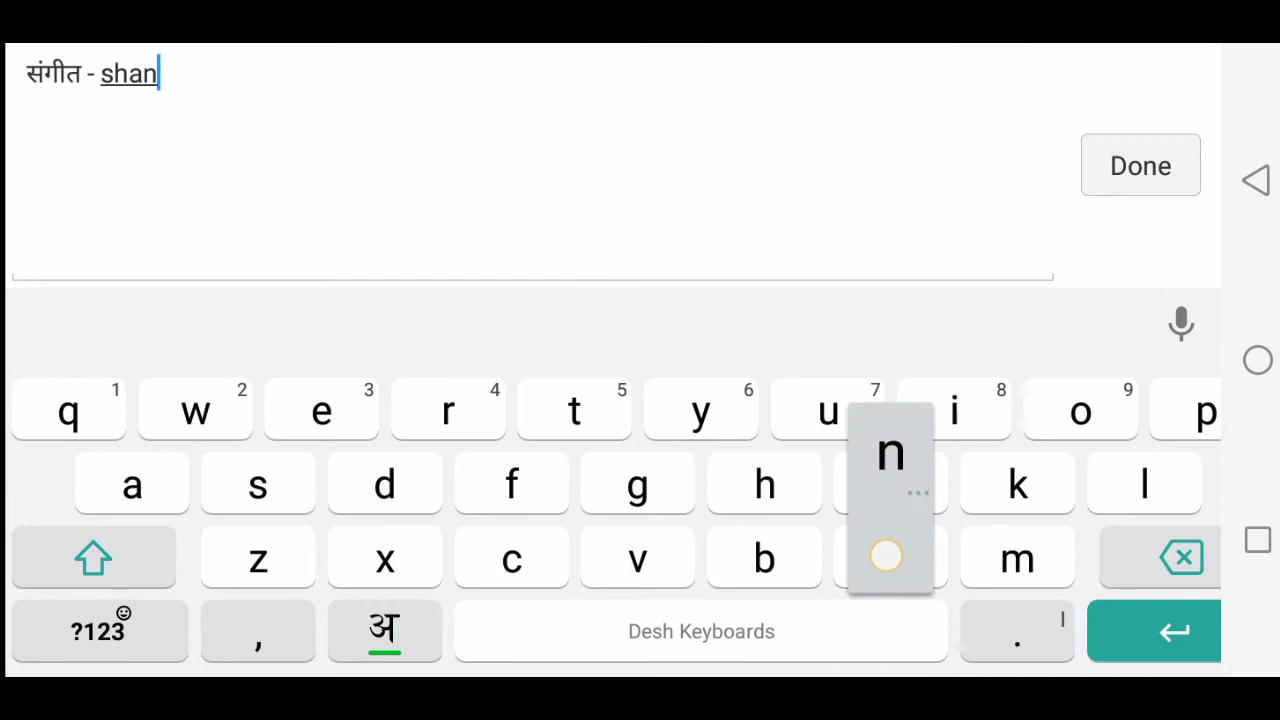 संगीत - shan
Done
q 1 w 2 e 3 r 4 t 5 y 6 u 7 i 8 o 9 p
a s d f g h k l
n
z x c v b m
?123 , अ Desh Keyboards . |